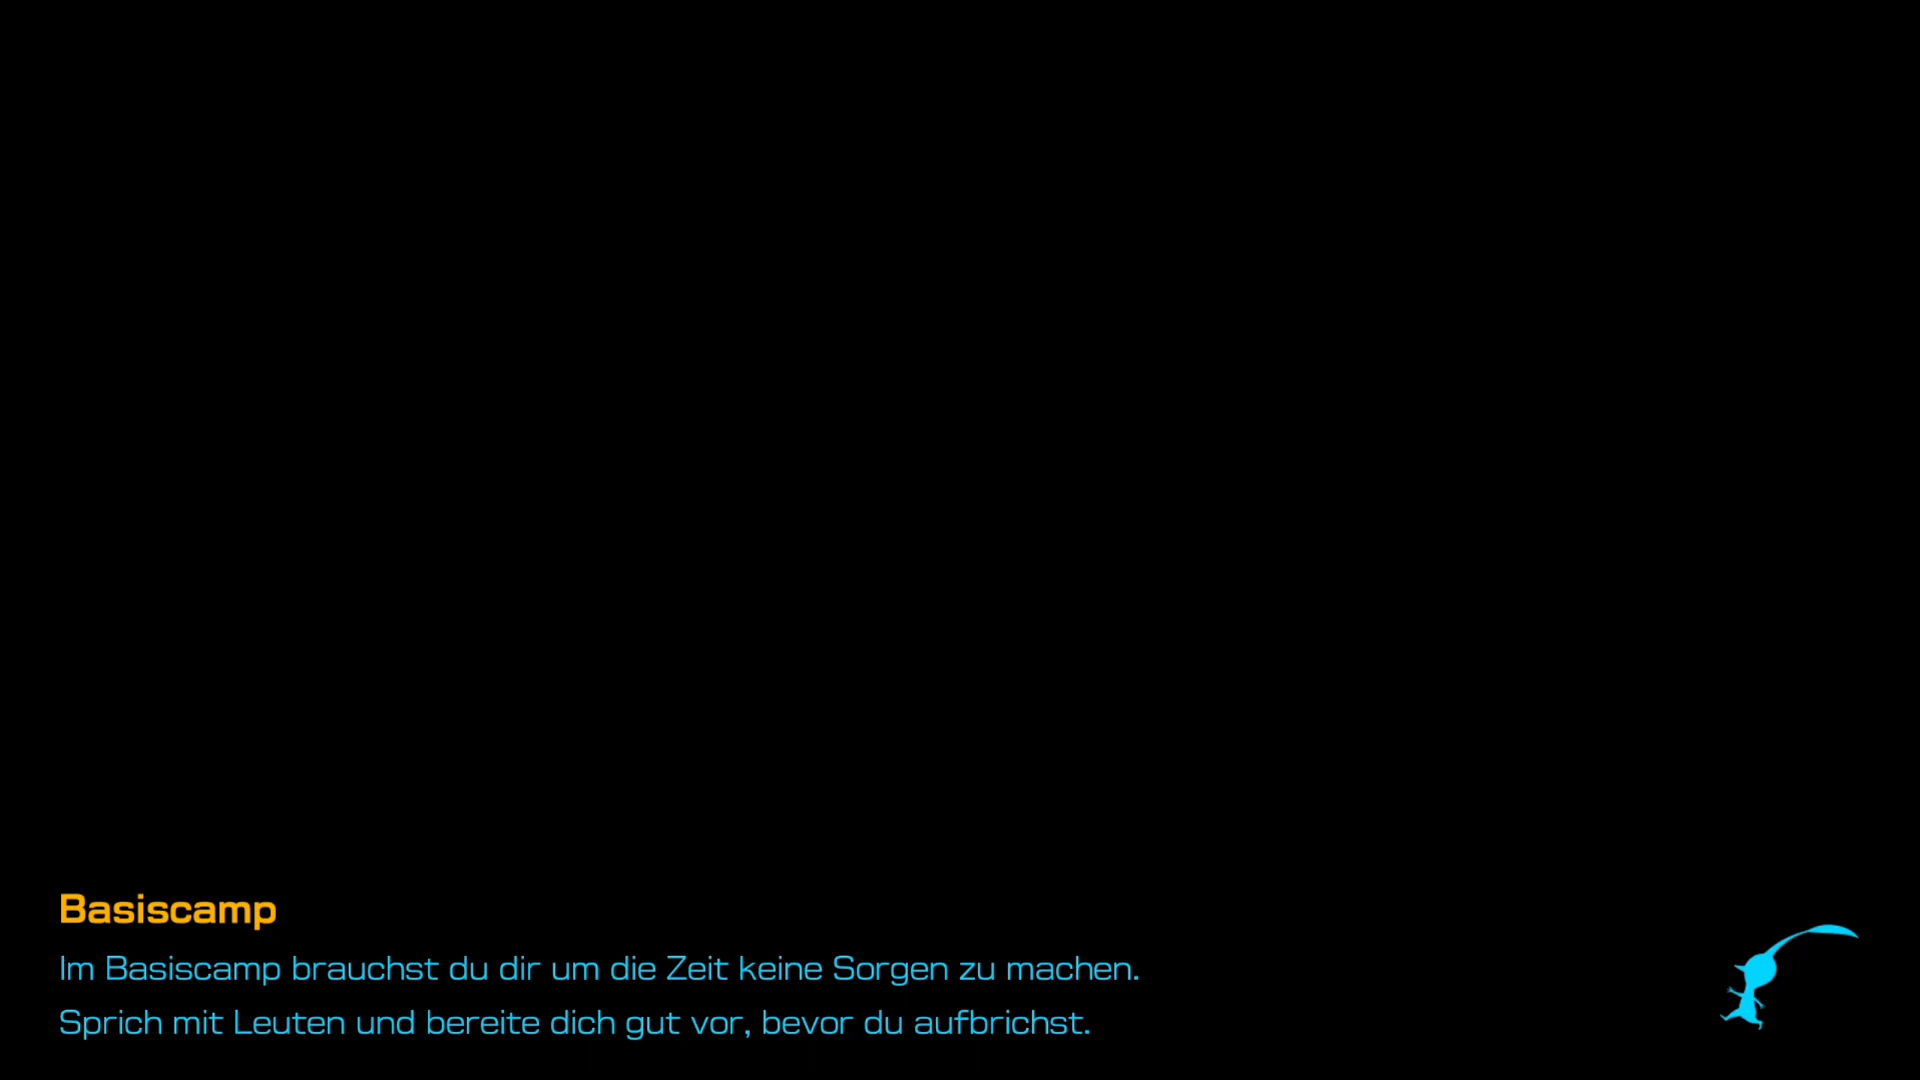 Basiscamp
Im Basiscamp brauchst du dir um die Zeit keine Sorgen zu machen.
Sprich mit Leuten und bereite dich gut vor, bevor du aufbrichst.